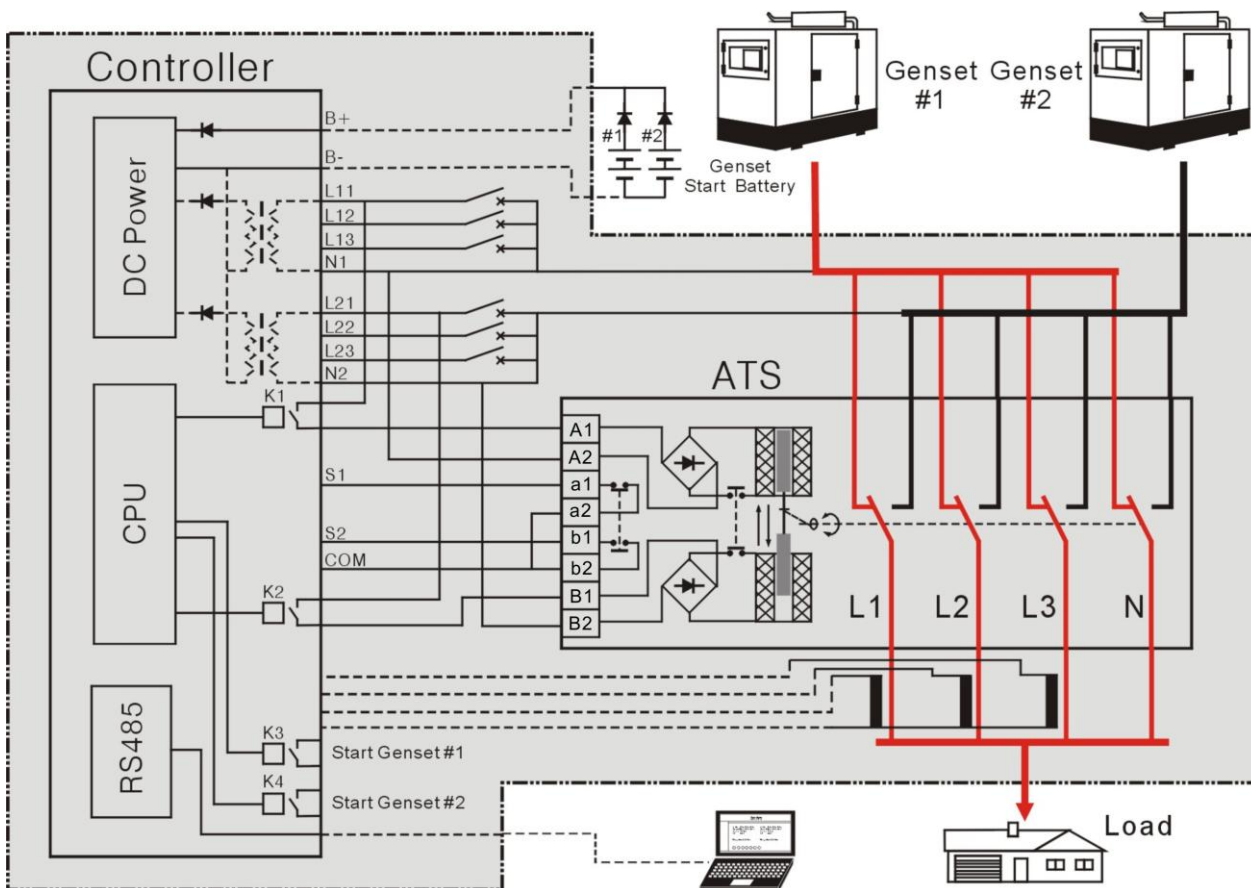 Controller
DC Power
CPU
RS485
B+
B-
L11
L12
L13
N1
L21
L22
L23
N2
K1
S1
S2
COM
K2
K3
Start Genset #1
K4
Start Genset #2
#1 #2
Genset
Start Battery
Genset
#1
Genset
#2
ATS
A1
A2
a1
a2
b1
b2
B1
B2
L1
L2
L3
N
Load